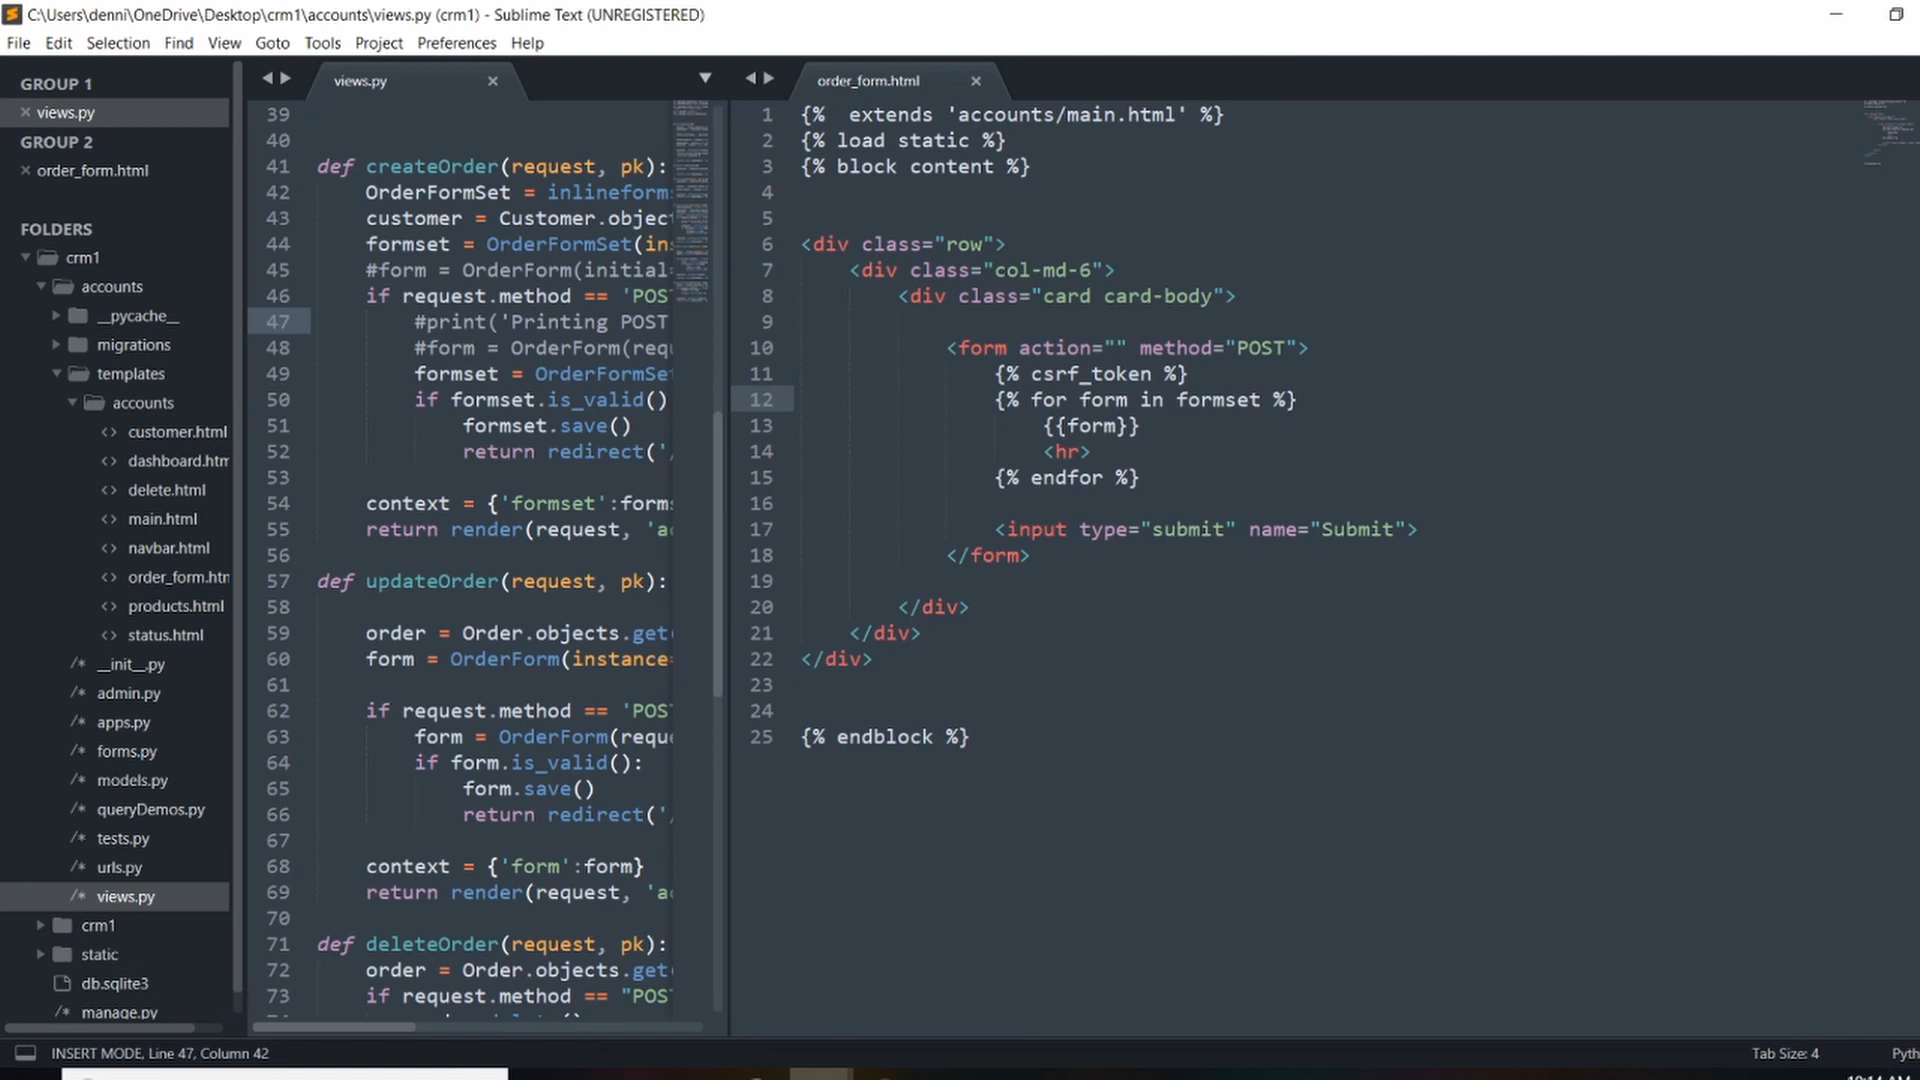 C:\Users\denni\OneDrive\Desktop\crm1\accounts\views.py (crm1) - Sublime Text (UNREGISTERED)
File Edit Selection Find View Goto Tools Project Preferences Help
GROUP 1
views.py
GROUP 2
order_form.html
FOLDERS
crm1
accounts
__pycache__
migrations
templates
accounts
customer.html
dashboard.htm
delete.html
main.html
navbar.html
order_form.htn
products.html
status.html
__init__.py
admin.py
apps.py
forms.py
models.py
queryDemos.py
tests.py
urls.py
views.py
crm1
static
db.sqlite3
manage.py
views.py
39
40
41 def createOrder(request, pk):
42 OrderFormSet = inlineforms
43 customer = Customer.objec
44 formset = OrderFormSet(in
45 #form = OrderForm(initial=
46 if request.method == 'POS
47 #print('Printing POST
48 #form = OrderForm(requ
49 formset = OrderFormSe
50 if formset.is_valid()
51 formset.save()
52 return redirect('/
53
54 context = {'formset':forms
55 return render(request, 'ac
56
57 def updateOrder(request, pk):
58
59 order = Order.objects.get(
60 form = OrderForm(instance=
61
62 if request.method == 'POS
63 form = OrderForm(reque
64 if form.is_valid():
65 form.save()
66 return redirect('/
67
68 context = {'form':form}
69 return render(request, 'ac
70
71 def deleteOrder(request, pk):
72 order = Order.objects.get(
73 if request.method == "POS
order_form.html
1 {%  extends 'accounts/main.html' %}
2 {% load static %}
3 {% block content %}
4
5
6 <div class="row">
7 <div class="col-md-6">
8 <div class="card card-body">
9
10 <form action="" method="POST">
11 {% csrf_token %}
12 {% for form in formset %}
13 {{form}}
14 <hr>
15 {% endfor %}
16
17 <input type="submit" name="Submit">
18 </form>
19
20 </div>
21 </div>
22 </div>
23
24
25 {% endblock %}
INSERT MODE, Line 47, Column 42
Tab Size: 4
Pyth